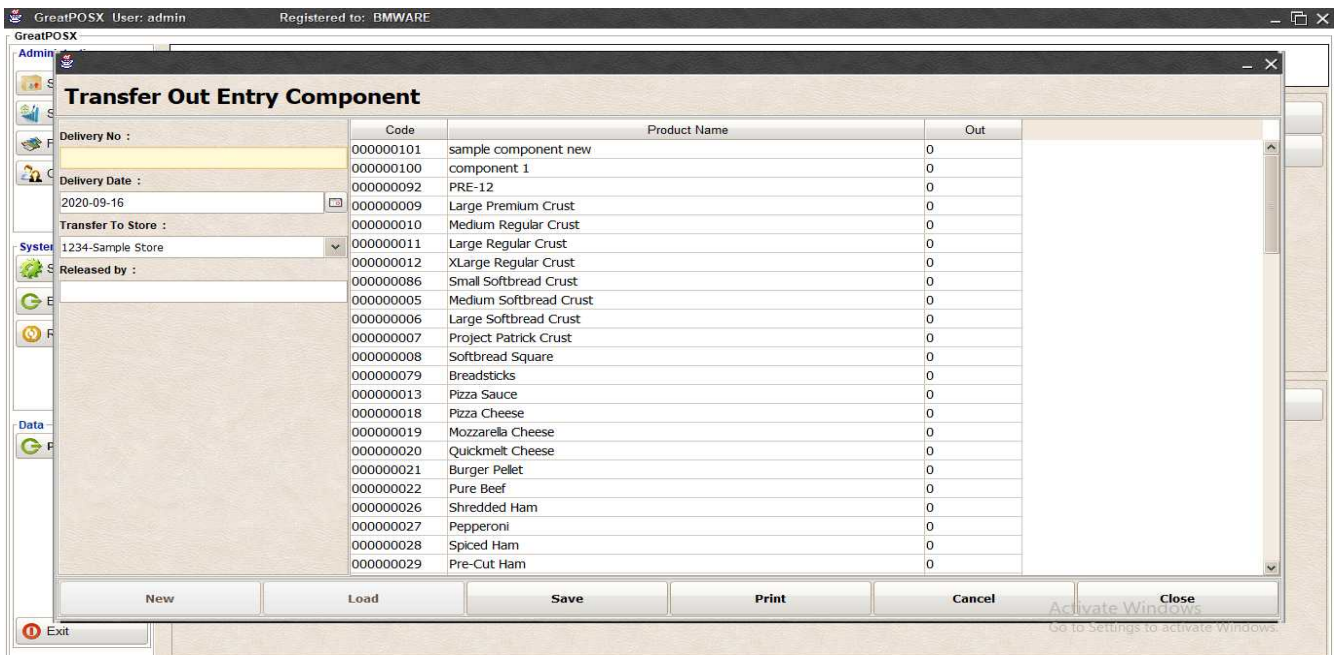 GreatPOSX User: admin Registered to: BMWARE
GreatPOSX
Admin
Transfer Out Entry Component
Delivery No :
Delivery Date :
2020-09-16
Transfer To Store :
1234-Sample Store
Released by :
System
Data
Exit
Code Product Name Out
000000101 sample component new 0
000000100 component 1 0
000000092 PRE-12 0
000000009 Large Premium Crust 0
000000010 Medium Regular Crust 0
000000011 Large Regular Crust 0
000000012 XLarge Regular Crust 0
000000086 Small Softbread Crust 0
000000005 Medium Softbread Crust 0
000000006 Large Softbread Crust 0
000000007 Project Patrick Crust 0
000000008 Softbread Square 0
000000079 Breadsticks 0
000000013 Pizza Sauce 0
000000018 Pizza Cheese 0
000000019 Mozzarella Cheese 0
000000020 Quickmelt Cheese 0
000000021 Burger Pellet 0
000000022 Pure Beef 0
000000026 Shredded Ham 0
000000027 Pepperoni 0
000000028 Spiced Ham 0
000000029 Pre-Cut Ham 0
New Load Save Print Cancel Close
Activate Windows
Go to Settings to activate Windows.